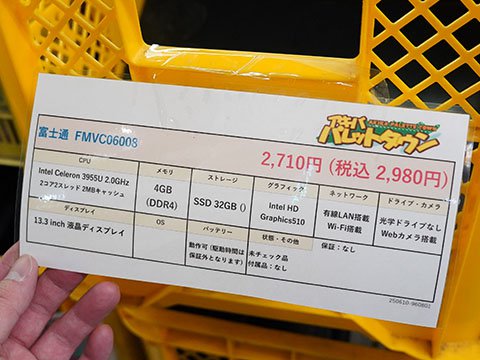 アキバ
AKIBA PALETTE TOWN
パレットタウン
富士通 FMVC06008
2,710円 (税込 2,980円)
CPU
Intel Celeron 3955U 2.0GHz
2コア2スレッド 2MBキャッシュ
メモリ
4GB
(DDR4)
ストレージ
SSD 32GB ()
グラフィック
Intel HD
Graphics510
ネットワーク
有線LAN搭載
Wi-Fi搭載
ドライブ・カメラ
光学ドライブなし
Webカメラ搭載
ディスプレイ
13.3 inch 液晶ディスプレイ
OS
バッテリー
動作可 (駆動時間は
保証外となります)
状態・その他
未チェック品
付属品：なし
保証：なし
250610-960801